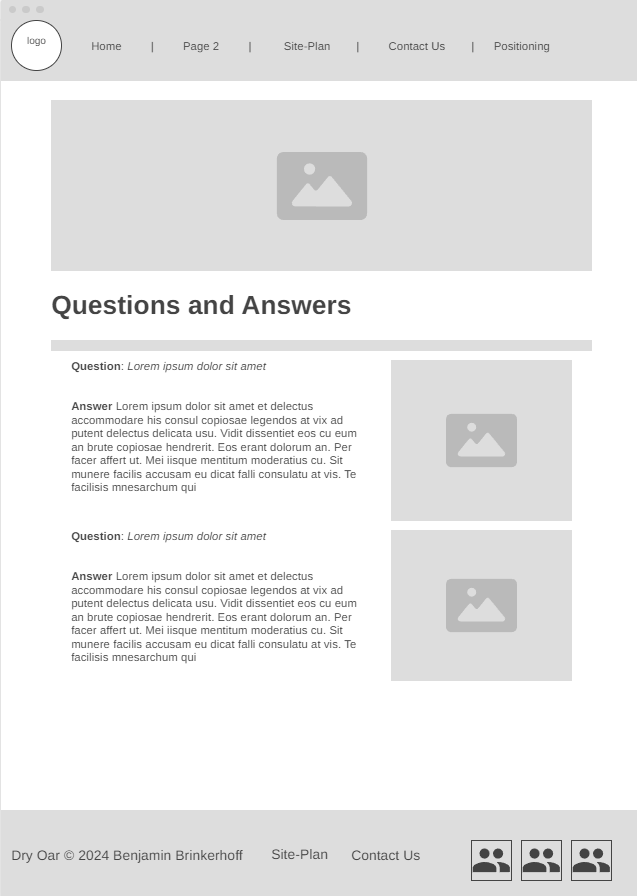 logo
Home | Page 2 | Site-Plan | Contact Us | Positioning
Questions and Answers
Question: Lorem ipsum dolor sit amet
Answer Lorem ipsum dolor sit amet et delectus
accommodare his consul copiosae legendos at vix ad
putent delectus delicata usu. Vidit dissentiet eos cu eum
an brute copiosae hendrerit. Eos erant dolorum an. Per
facer affert ut. Mei iisque mentitum moderatius cu. Sit
munere facilis accusam eu dicat falli consulatu at vis. Te
facilisis mnesarchum qui
Question: Lorem ipsum dolor sit amet
Answer Lorem ipsum dolor sit amet et delectus
accommodare his consul copiosae legendos at vix ad
putent delectus delicata usu. Vidit dissentiet eos cu eum
an brute copiosae hendrerit. Eos erant dolorum an. Per
facer affert ut. Mei iisque mentitum moderatius cu. Sit
munere facilis accusam eu dicat falli consulatu at vis. Te
facilisis mnesarchum qui
Dry Oar © 2024 Benjamin Brinkerhoff Site-Plan Contact Us